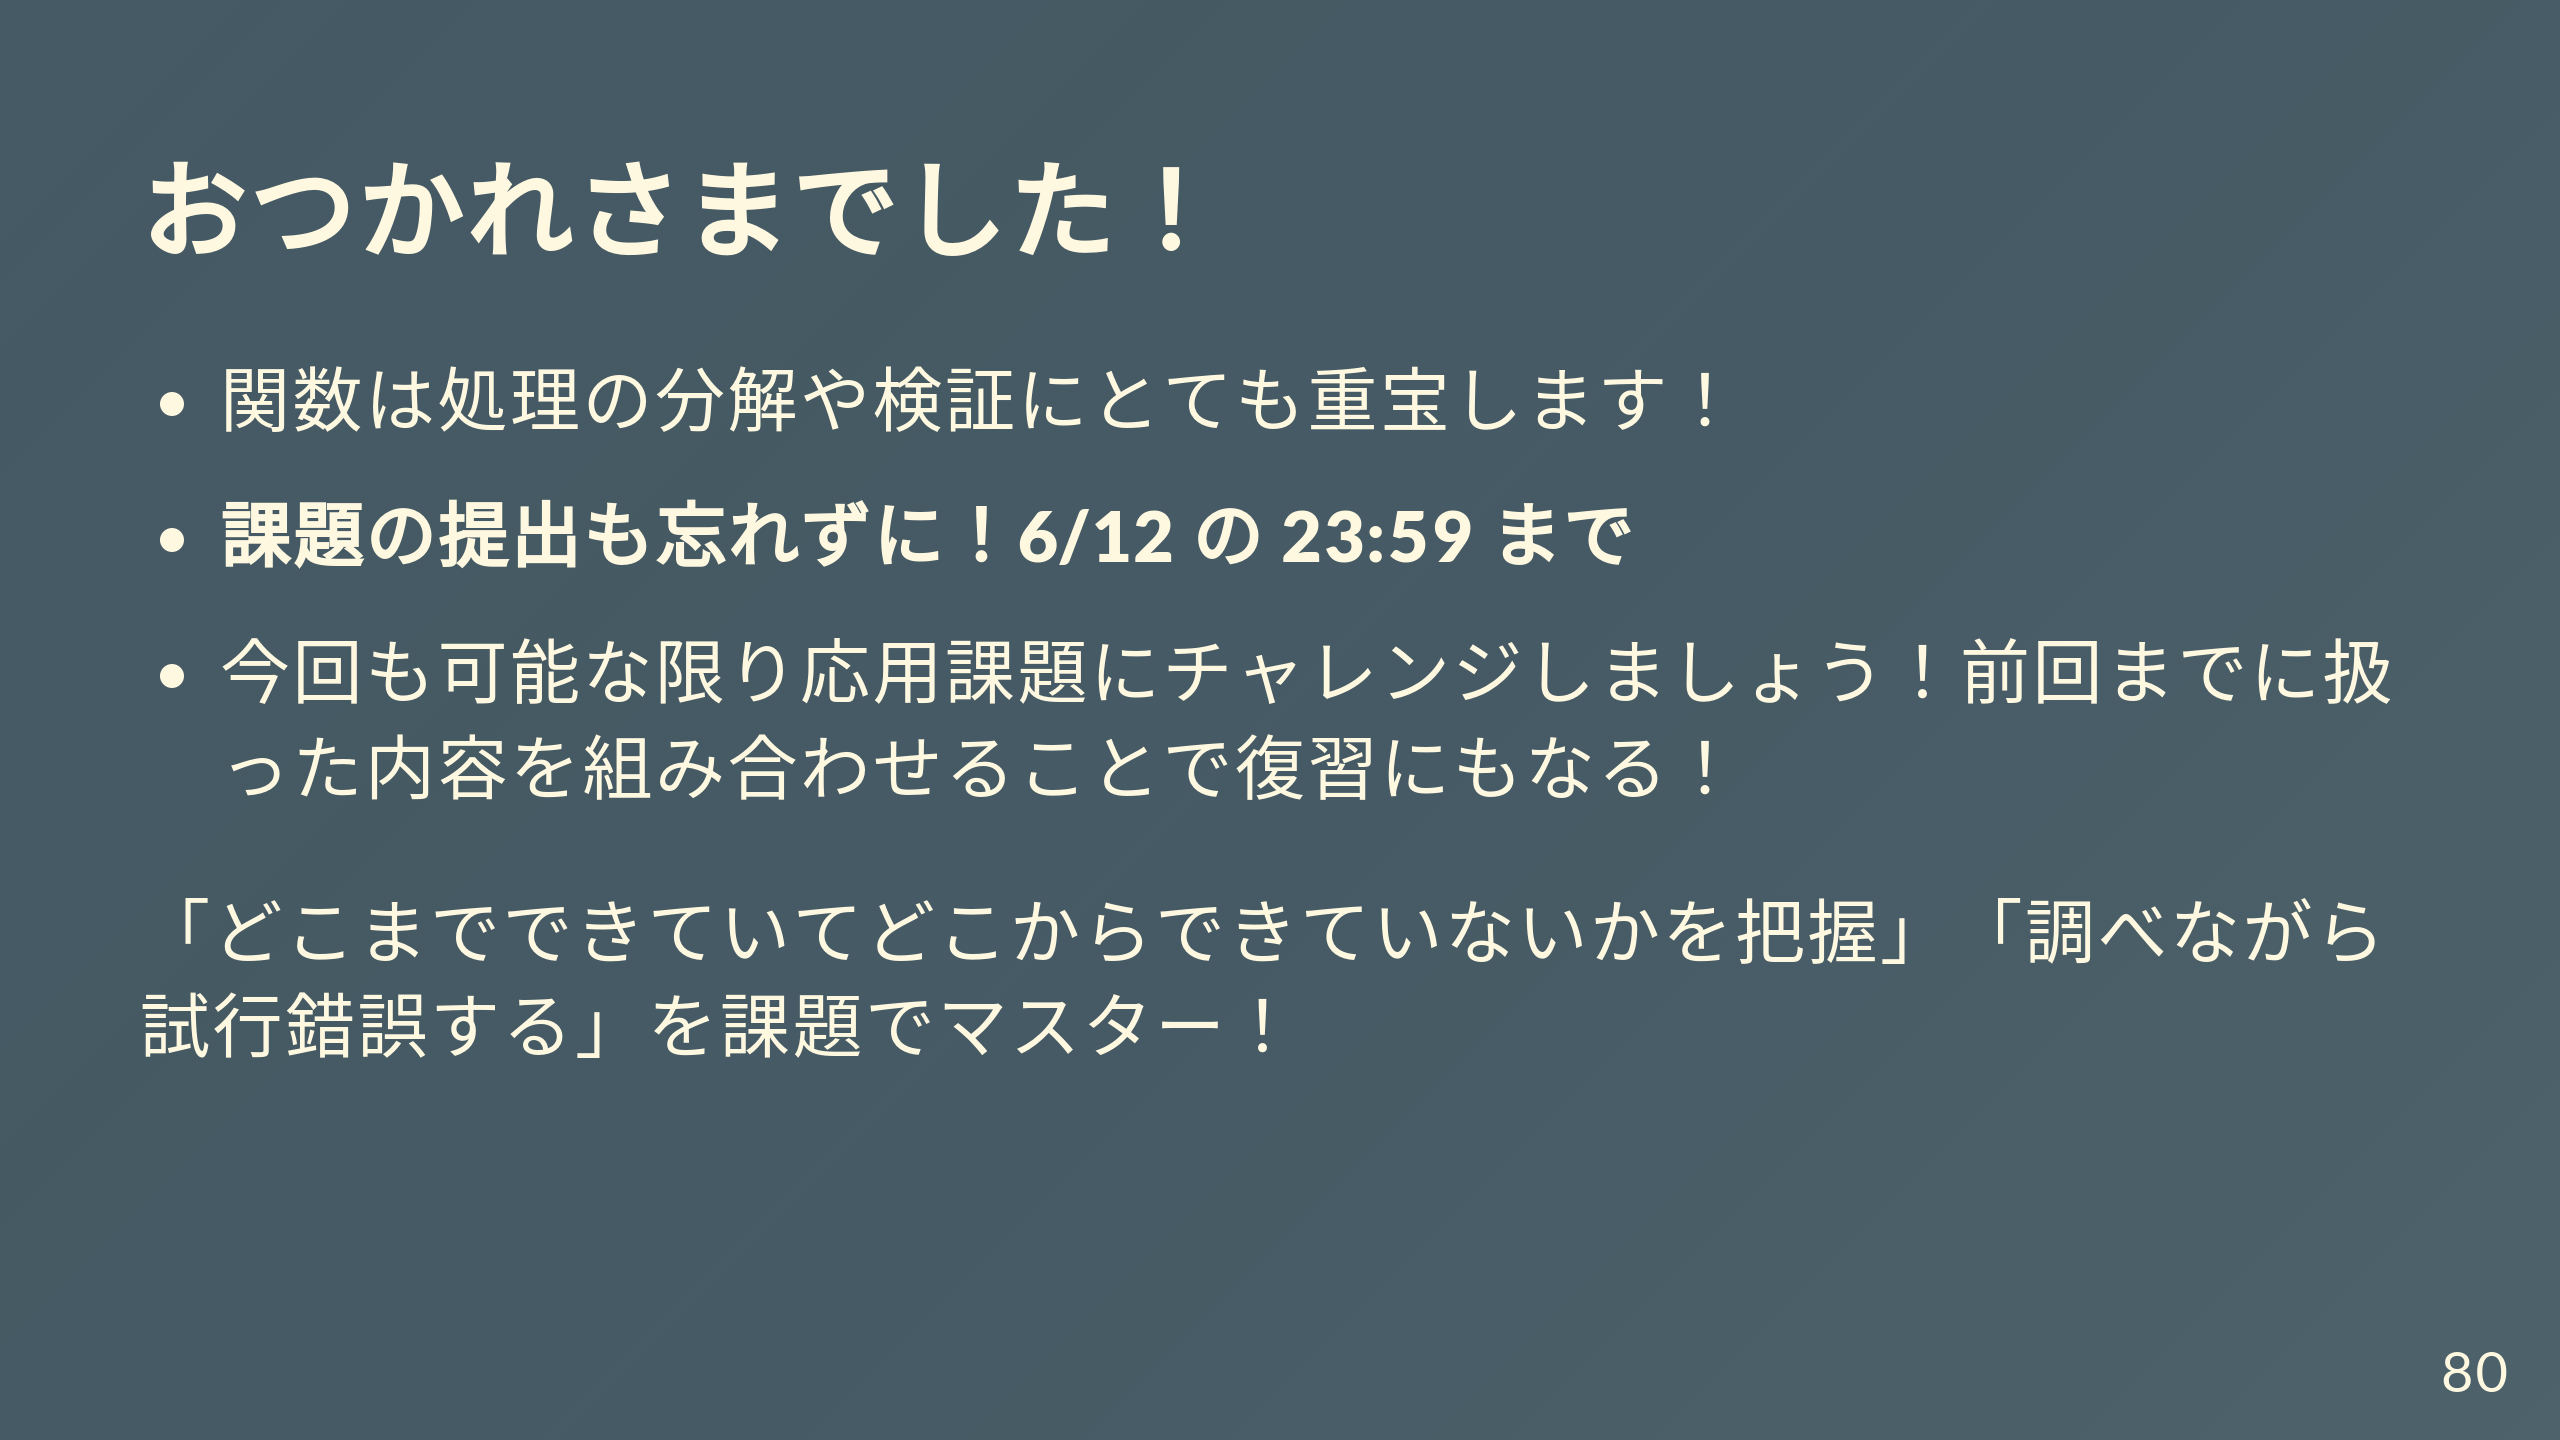 おつかれさまでした！
• 関数は処理の分解や検証にとても重宝します！
• 課題の提出も忘れずに！6/12 の 23:59 まで
• 今回も可能な限り応用課題にチャレンジしましょう！前回までに扱
った内容を組み合わせることで復習にもなる！
「どこまでできていてどこからできていないかを把握」「調べながら
試行錯誤する」を課題でマスター！
80